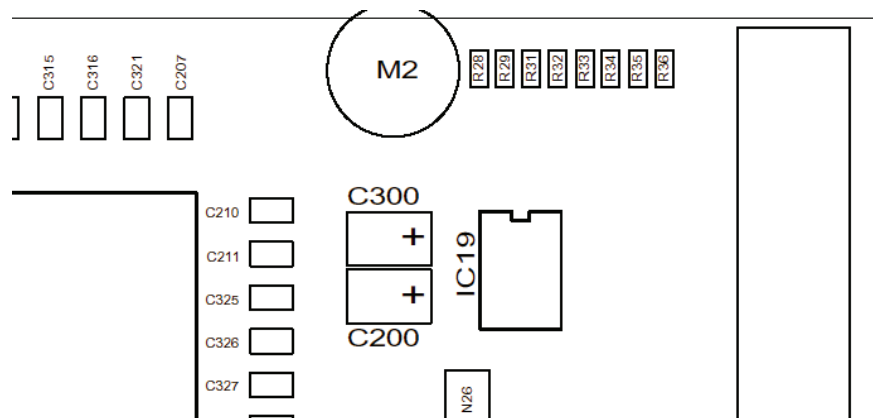 C315
C316
C321
C207
M2
R28
R29
R31
R32
R33
R34
R35
R36
C210
C211
C325
C326
C327
C300
+
+
C200
IC19
N26